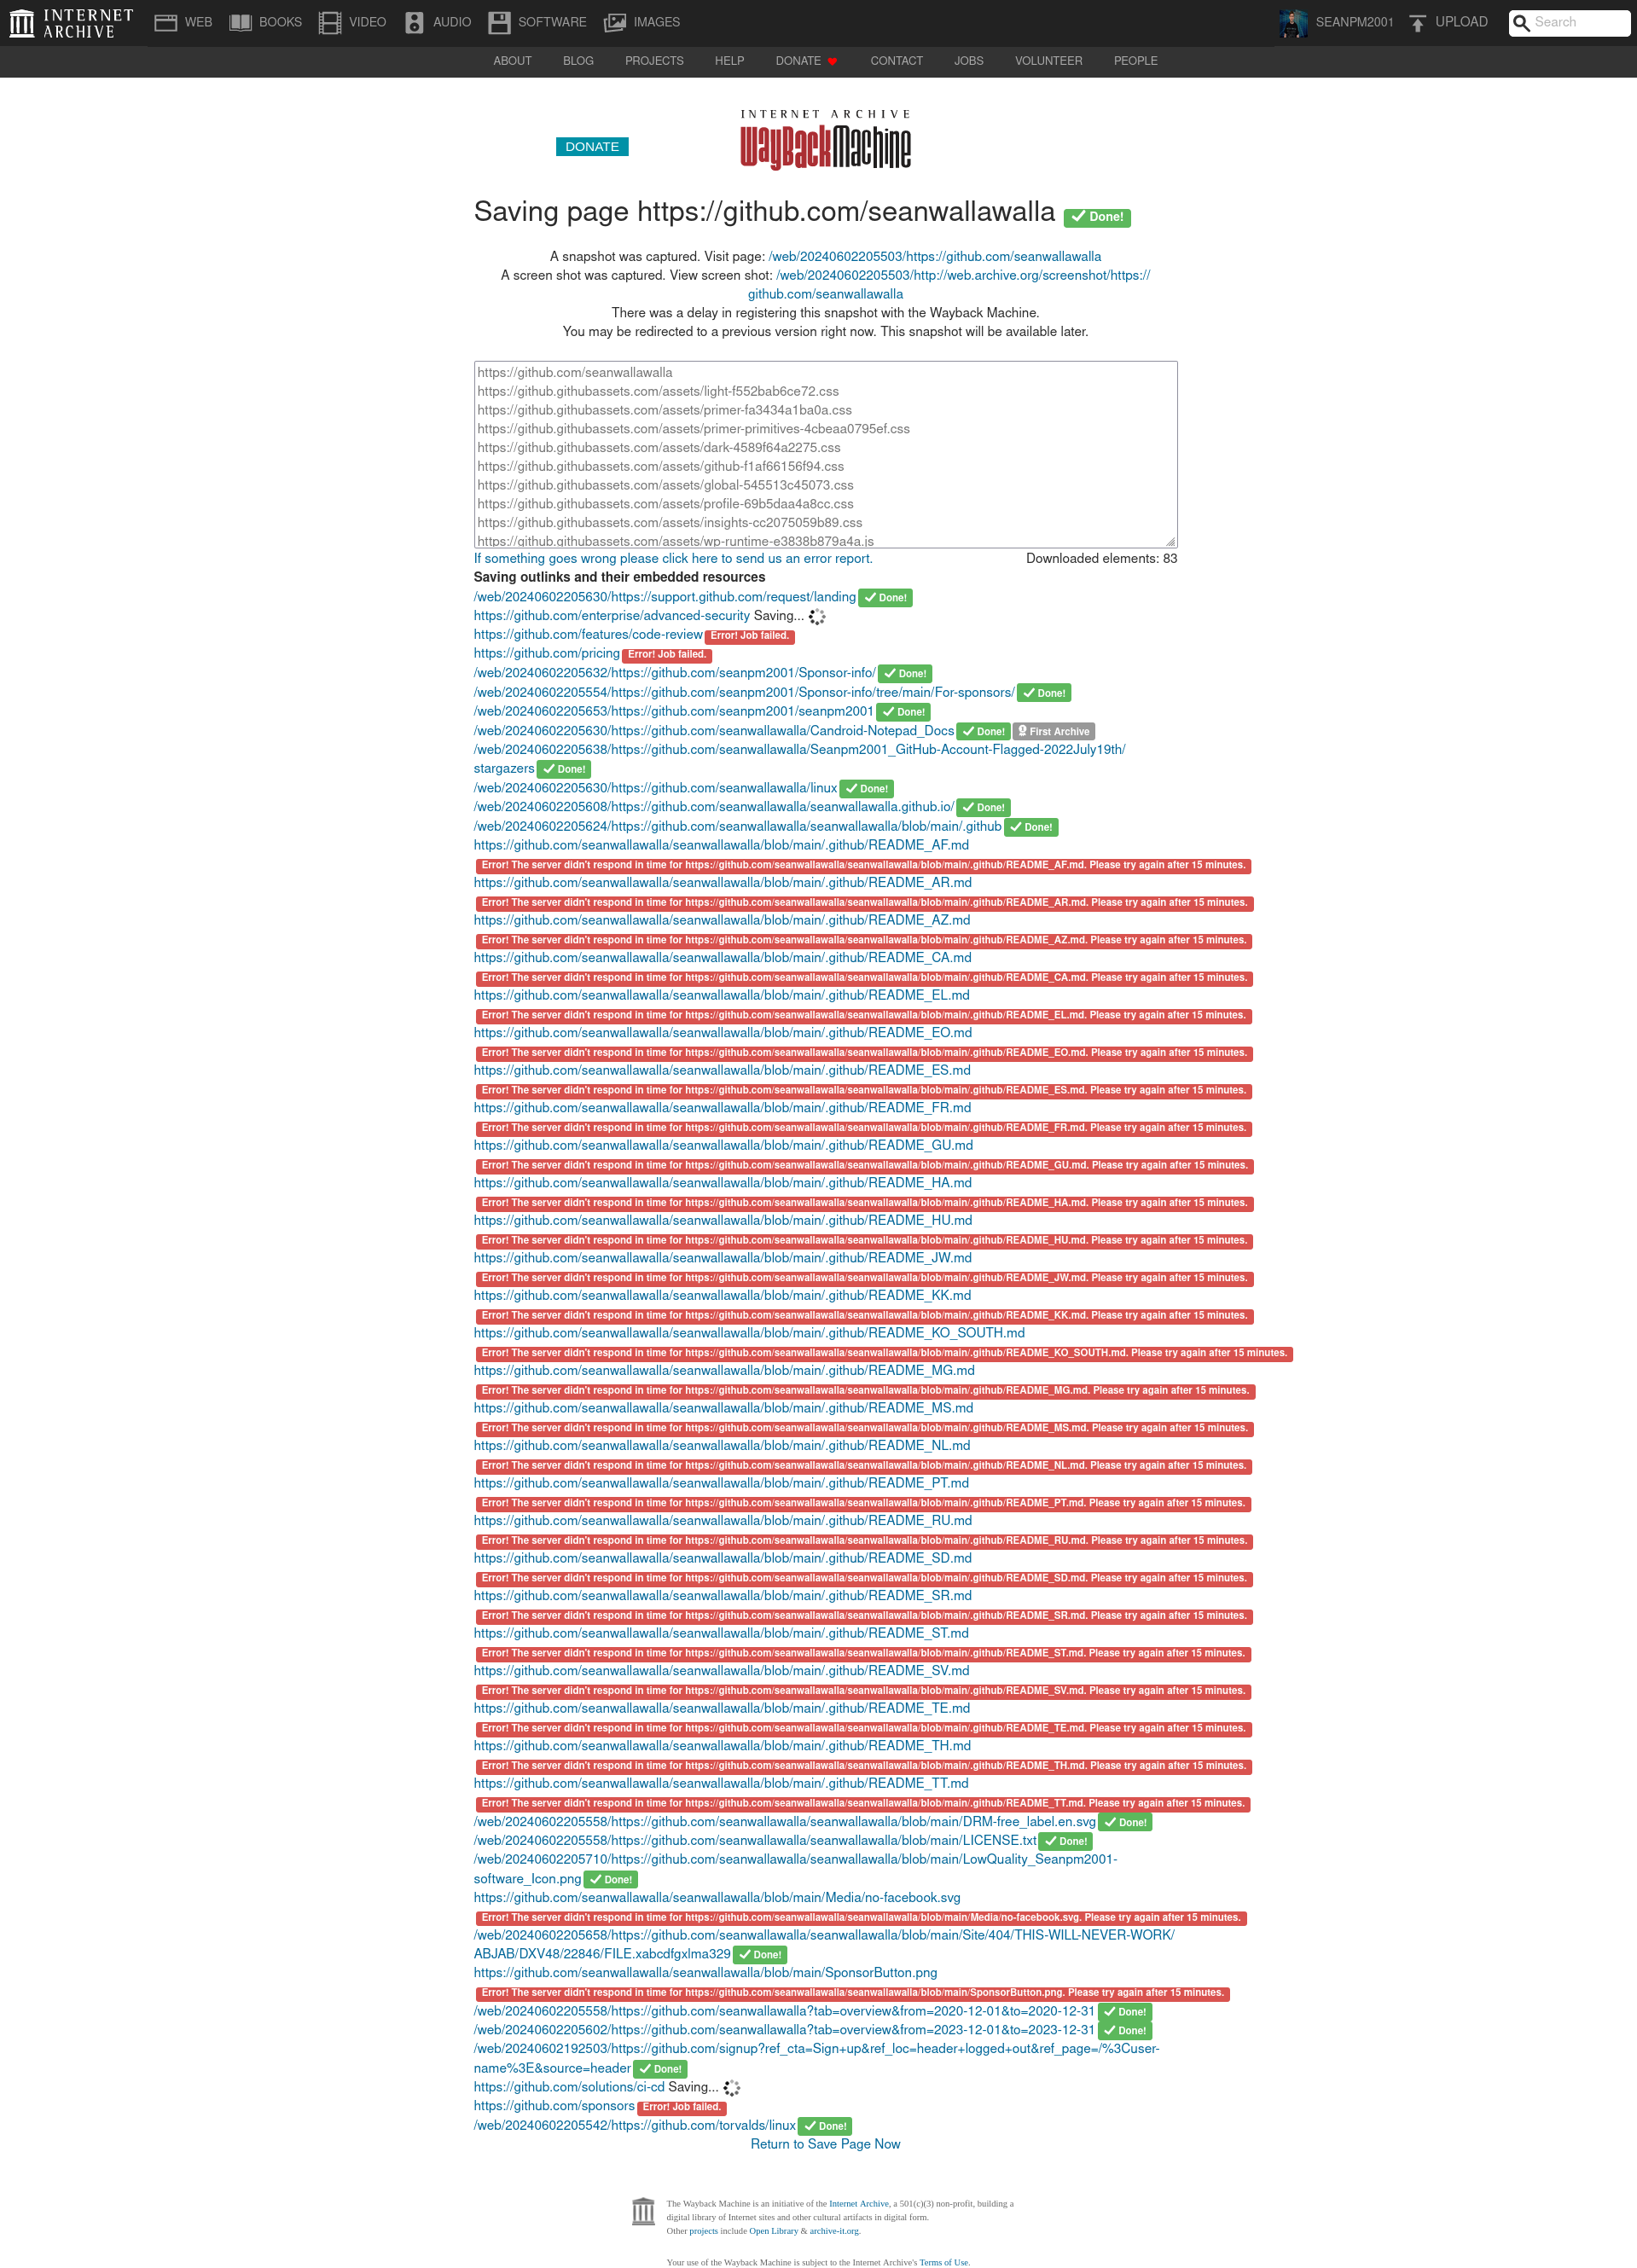 INTERNET ARCHIVE
WEB BOOKS VIDEO AUDIO SOFTWARE IMAGES SEANPM2001 UPLOAD Search
ABOUT BLOG PROJECTS HELP DONATE CONTACT JOBS VOLUNTEER PEOPLE
INTERNET ARCHIVE
WayBackMachine
DONATE
Saving page https://github.com/seanwallawalla Done!
A snapshot was captured. Visit page: /web/20240602205503/https://github.com/seanwallawalla
A screen shot was captured. View screen shot: /web/20240602205503/http://web.archive.org/screenshot/https://
github.com/seanwallawalla
There was a delay in registering this snapshot with the Wayback Machine.
You may be redirected to a previous version right now. This snapshot will be available later.
https://github.com/seanwallawalla
https://github.githubassets.com/assets/light-f552bab6ce72.css
https://github.githubassets.com/assets/primer-fa3434a1ba0a.css
https://github.githubassets.com/assets/primer-primitives-4cbeaa0795ef.css
https://github.githubassets.com/assets/dark-4589f64a2275.css
https://github.githubassets.com/assets/github-f1af66156f94.css
https://github.githubassets.com/assets/global-545513c45073.css
https://github.githubassets.com/assets/profile-69b5daa4a8cc.css
https://github.githubassets.com/assets/insights-cc2075059b89.css
https://github.githubassets.com/assets/wp-runtime-e3838b879a4a.js
If something goes wrong please click here to send us an error report. Downloaded elements: 83
Saving outlinks and their embedded resources
/web/20240602205630/https://support.github.com/request/landing Done!
https://github.com/enterprise/advanced-security Saving...
https://github.com/features/code-review Error! Job failed.
https://github.com/pricing Error! Job failed.
/web/20240602205632/https://github.com/seanpm2001/Sponsor-info/ Done!
/web/20240602205554/https://github.com/seanpm2001/Sponsor-info/tree/main/For-sponsors/ Done!
/web/20240602205653/https://github.com/seanpm2001/seanpm2001 Done!
/web/20240602205630/https://github.com/seanwallawalla/Candroid-Notepad_Docs Done! First Archive
/web/20240602205638/https://github.com/seanwallawalla/Seanpm2001_GitHub-Account-Flagged-2022July19th/
stargazers Done!
/web/20240602205630/https://github.com/seanwallawalla/linux Done!
/web/20240602205608/https://github.com/seanwallawalla/seanwallawalla.github.io/ Done!
/web/20240602205624/https://github.com/seanwallawalla/seanwallawalla/blob/main/.github Done!
https://github.com/seanwallawalla/seanwallawalla/blob/main/.github/README_AF.md
Error! The server didn't respond in time for https://github.com/seanwallawalla/seanwallawalla/blob/main/.github/README_AF.md. Please try again after 15 minutes.
https://github.com/seanwallawalla/seanwallawalla/blob/main/.github/README_AR.md
Error! The server didn't respond in time for https://github.com/seanwallawalla/seanwallawalla/blob/main/.github/README_AR.md. Please try again after 15 minutes.
https://github.com/seanwallawalla/seanwallawalla/blob/main/.github/README_AZ.md
Error! The server didn't respond in time for https://github.com/seanwallawalla/seanwallawalla/blob/main/.github/README_AZ.md. Please try again after 15 minutes.
https://github.com/seanwallawalla/seanwallawalla/blob/main/.github/README_CA.md
Error! The server didn't respond in time for https://github.com/seanwallawalla/seanwallawalla/blob/main/.github/README_CA.md. Please try again after 15 minutes.
https://github.com/seanwallawalla/seanwallawalla/blob/main/.github/README_EL.md
Error! The server didn't respond in time for https://github.com/seanwallawalla/seanwallawalla/blob/main/.github/README_EL.md. Please try again after 15 minutes.
https://github.com/seanwallawalla/seanwallawalla/blob/main/.github/README_EO.md
Error! The server didn't respond in time for https://github.com/seanwallawalla/seanwallawalla/blob/main/.github/README_EO.md. Please try again after 15 minutes.
https://github.com/seanwallawalla/seanwallawalla/blob/main/.github/README_ES.md
Error! The server didn't respond in time for https://github.com/seanwallawalla/seanwallawalla/blob/main/.github/README_ES.md. Please try again after 15 minutes.
https://github.com/seanwallawalla/seanwallawalla/blob/main/.github/README_FR.md
Error! The server didn't respond in time for https://github.com/seanwallawalla/seanwallawalla/blob/main/.github/README_FR.md. Please try again after 15 minutes.
https://github.com/seanwallawalla/seanwallawalla/blob/main/.github/README_GU.md
Error! The server didn't respond in time for https://github.com/seanwallawalla/seanwallawalla/blob/main/.github/README_GU.md. Please try again after 15 minutes.
https://github.com/seanwallawalla/seanwallawalla/blob/main/.github/README_HA.md
Error! The server didn't respond in time for https://github.com/seanwallawalla/seanwallawalla/blob/main/.github/README_HA.md. Please try again after 15 minutes.
https://github.com/seanwallawalla/seanwallawalla/blob/main/.github/README_HU.md
Error! The server didn't respond in time for https://github.com/seanwallawalla/seanwallawalla/blob/main/.github/README_HU.md. Please try again after 15 minutes.
https://github.com/seanwallawalla/seanwallawalla/blob/main/.github/README_JW.md
Error! The server didn't respond in time for https://github.com/seanwallawalla/seanwallawalla/blob/main/.github/README_JW.md. Please try again after 15 minutes.
https://github.com/seanwallawalla/seanwallawalla/blob/main/.github/README_KK.md
Error! The server didn't respond in time for https://github.com/seanwallawalla/seanwallawalla/blob/main/.github/README_KK.md. Please try again after 15 minutes.
https://github.com/seanwallawalla/seanwallawalla/blob/main/.github/README_KO_SOUTH.md
Error! The server didn't respond in time for https://github.com/seanwallawalla/seanwallawalla/blob/main/.github/README_KO_SOUTH.md. Please try again after 15 minutes.
https://github.com/seanwallawalla/seanwallawalla/blob/main/.github/README_MG.md
Error! The server didn't respond in time for https://github.com/seanwallawalla/seanwallawalla/blob/main/.github/README_MG.md. Please try again after 15 minutes.
https://github.com/seanwallawalla/seanwallawalla/blob/main/.github/README_MS.md
Error! The server didn't respond in time for https://github.com/seanwallawalla/seanwallawalla/blob/main/.github/README_MS.md. Please try again after 15 minutes.
https://github.com/seanwallawalla/seanwallawalla/blob/main/.github/README_NL.md
Error! The server didn't respond in time for https://github.com/seanwallawalla/seanwallawalla/blob/main/.github/README_NL.md. Please try again after 15 minutes.
https://github.com/seanwallawalla/seanwallawalla/blob/main/.github/README_PT.md
Error! The server didn't respond in time for https://github.com/seanwallawalla/seanwallawalla/blob/main/.github/README_PT.md. Please try again after 15 minutes.
https://github.com/seanwallawalla/seanwallawalla/blob/main/.github/README_RU.md
Error! The server didn't respond in time for https://github.com/seanwallawalla/seanwallawalla/blob/main/.github/README_RU.md. Please try again after 15 minutes.
https://github.com/seanwallawalla/seanwallawalla/blob/main/.github/README_SD.md
Error! The server didn't respond in time for https://github.com/seanwallawalla/seanwallawalla/blob/main/.github/README_SD.md. Please try again after 15 minutes.
https://github.com/seanwallawalla/seanwallawalla/blob/main/.github/README_SR.md
Error! The server didn't respond in time for https://github.com/seanwallawalla/seanwallawalla/blob/main/.github/README_SR.md. Please try again after 15 minutes.
https://github.com/seanwallawalla/seanwallawalla/blob/main/.github/README_ST.md
Error! The server didn't respond in time for https://github.com/seanwallawalla/seanwallawalla/blob/main/.github/README_ST.md. Please try again after 15 minutes.
https://github.com/seanwallawalla/seanwallawalla/blob/main/.github/README_SV.md
Error! The server didn't respond in time for https://github.com/seanwallawalla/seanwallawalla/blob/main/.github/README_SV.md. Please try again after 15 minutes.
https://github.com/seanwallawalla/seanwallawalla/blob/main/.github/README_TE.md
Error! The server didn't respond in time for https://github.com/seanwallawalla/seanwallawalla/blob/main/.github/README_TE.md. Please try again after 15 minutes.
https://github.com/seanwallawalla/seanwallawalla/blob/main/.github/README_TH.md
Error! The server didn't respond in time for https://github.com/seanwallawalla/seanwallawalla/blob/main/.github/README_TH.md. Please try again after 15 minutes.
https://github.com/seanwallawalla/seanwallawalla/blob/main/.github/README_TT.md
Error! The server didn't respond in time for https://github.com/seanwallawalla/seanwallawalla/blob/main/.github/README_TT.md. Please try again after 15 minutes.
/web/20240602205558/https://github.com/seanwallawalla/seanwallawalla/blob/main/DRM-free_label.en.svg Done!
/web/20240602205558/https://github.com/seanwallawalla/seanwallawalla/blob/main/LICENSE.txt Done!
/web/20240602205710/https://github.com/seanwallawalla/seanwallawalla/blob/main/LowQuality_Seanpm2001-
software_Icon.png Done!
https://github.com/seanwallawalla/seanwallawalla/blob/main/Media/no-facebook.svg
Error! The server didn't respond in time for https://github.com/seanwallawalla/seanwallawalla/blob/main/Media/no-facebook.svg. Please try again after 15 minutes.
/web/20240602205658/https://github.com/seanwallawalla/seanwallawalla/blob/main/Site/404/THIS-WILL-NEVER-WORK/
ABJAB/DXV48/22846/FILE.xabcdfgxlma329 Done!
https://github.com/seanwallawalla/seanwallawalla/blob/main/SponsorButton.png
Error! The server didn't respond in time for https://github.com/seanwallawalla/seanwallawalla/blob/main/SponsorButton.png. Please try again after 15 minutes.
/web/20240602205558/https://github.com/seanwallawalla?tab=overview&from=2020-12-01&to=2020-12-31 Done!
/web/20240602205602/https://github.com/seanwallawalla?tab=overview&from=2023-12-01&to=2023-12-31 Done!
/web/20240602192503/https://github.com/signup?ref_cta=Sign+up&ref_loc=header+logged+out&ref_page=/%3Cuser-
name%3E&source=header Done!
https://github.com/solutions/ci-cd Saving...
https://github.com/sponsors Error! Job failed.
/web/20240602205542/https://github.com/torvalds/linux Done!
Return to Save Page Now
The Wayback Machine is an initiative of the Internet Archive, a 501(c)(3) non-profit, building a
digital library of Internet sites and other cultural artifacts in digital form.
Other projects include Open Library & archive-it.org.
Your use of the Wayback Machine is subject to the Internet Archive's Terms of Use.